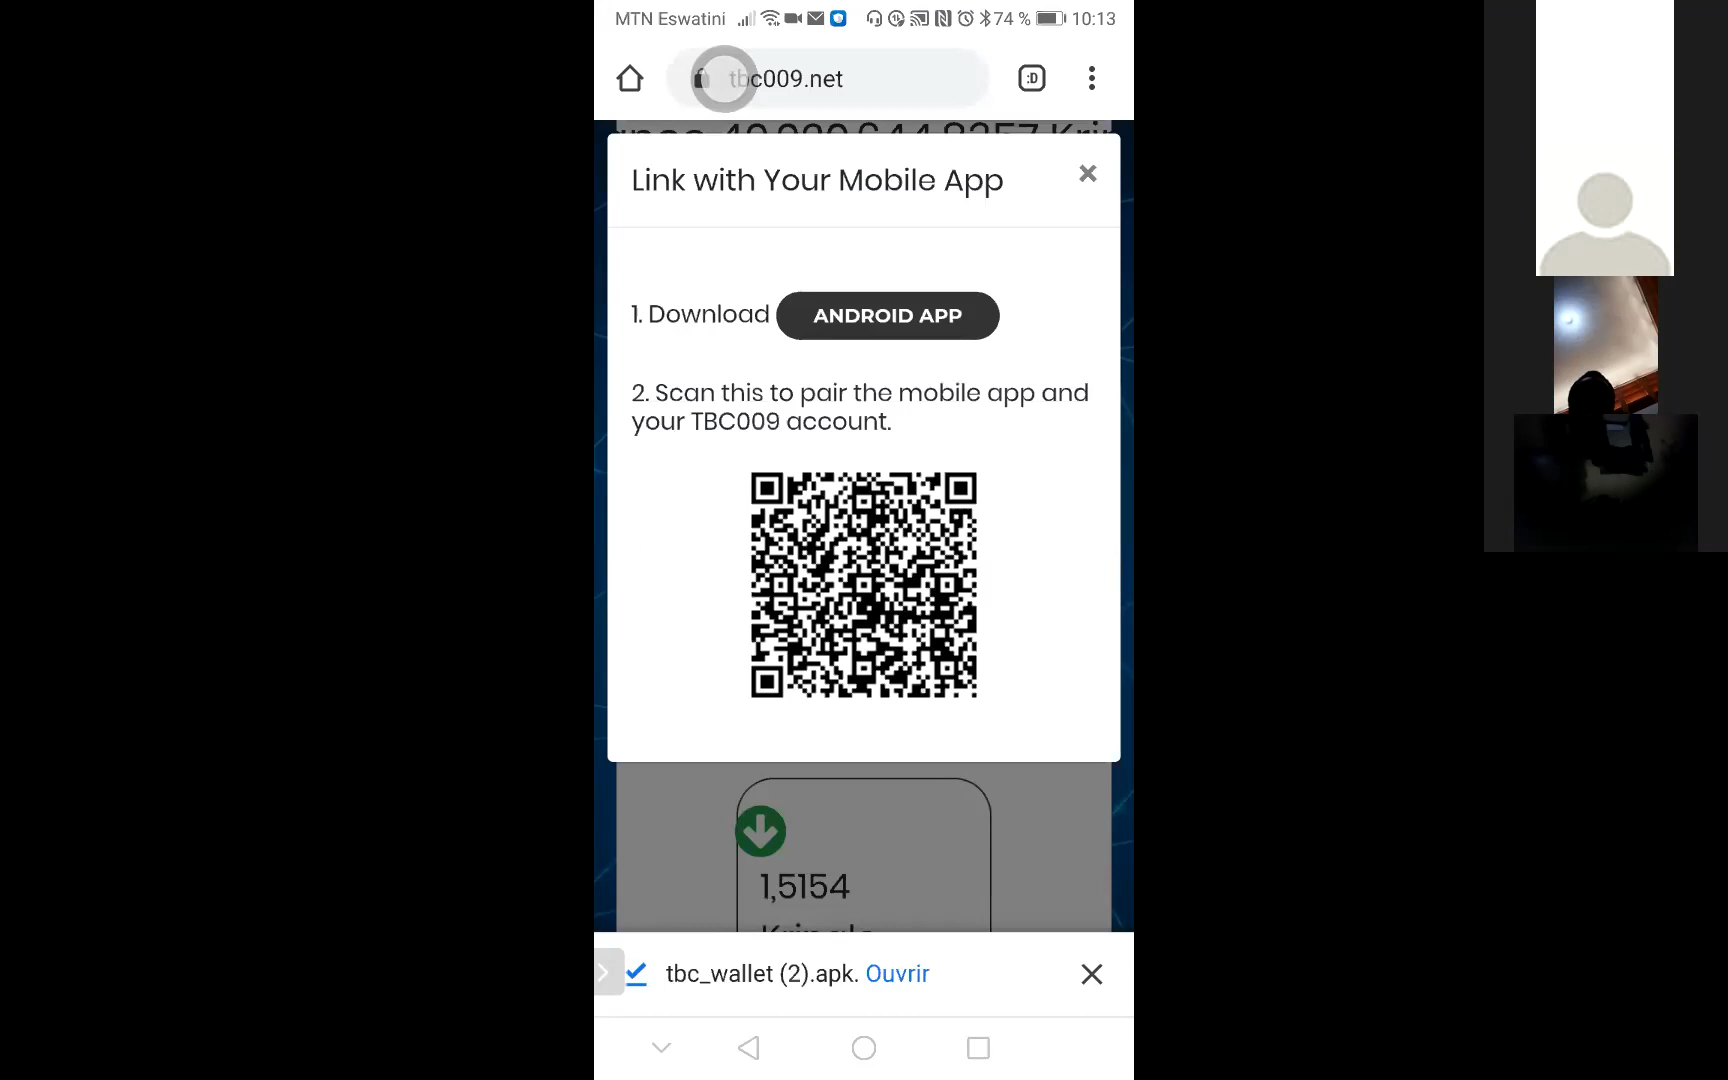 MTN Eswatini 74 % 10:13
tbc009.net
:D
Link with Your Mobile App
1. Download ANDROID APP
2. Scan this to pair the mobile app and
your TBC009 account.
1,5154
tbc_wallet (2).apk. Ouvrir